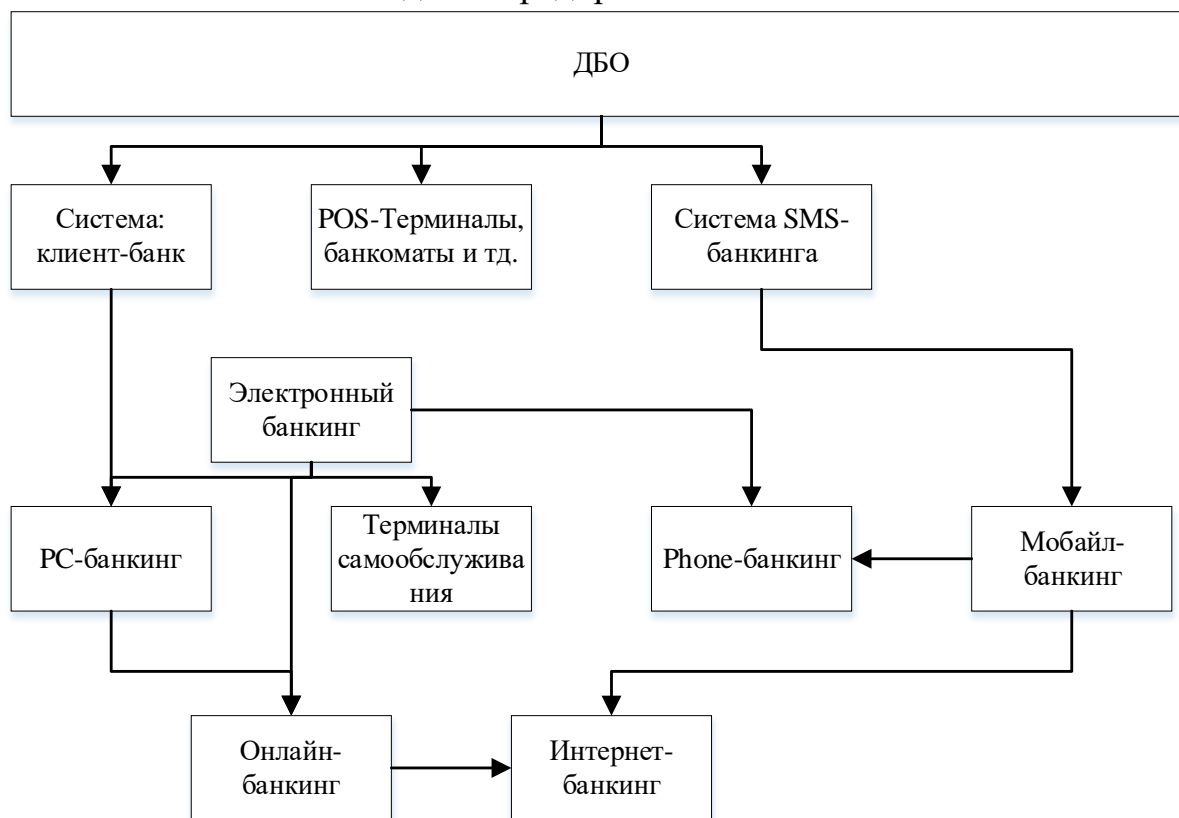 ДБО
Система:
клиент-банк
POS-Терминалы,
банкоматы и тд.
Система SMS-
банкинга
Электронный
банкинг
PC-банкинг
Терминалы
самообслужива
ния
Phone-банкинг
Мобайл-
банкинг
Онлайн-
банкинг
Интернет-
банкинг